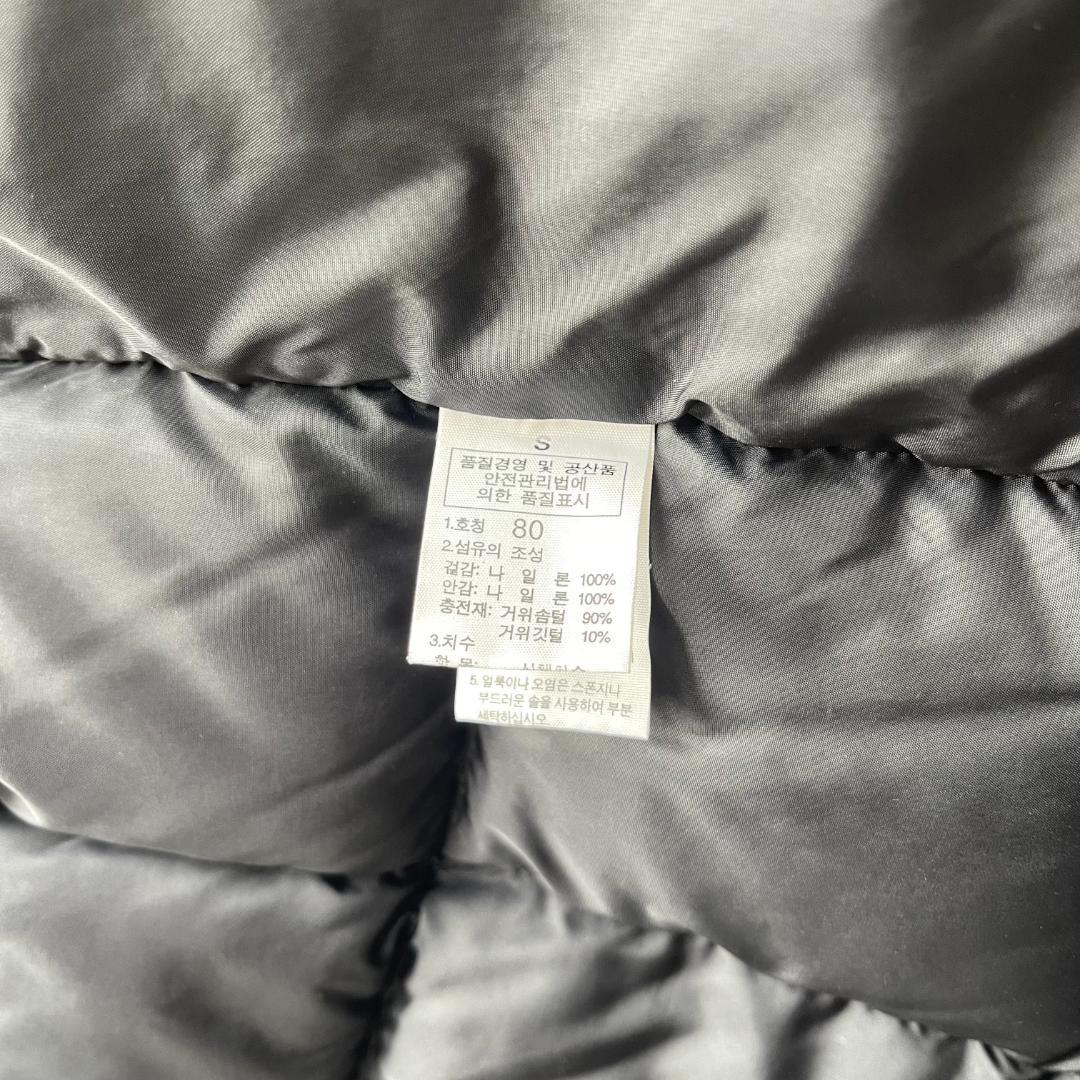 S
품질경영 및 공산품
안전관리법에
의한 품질표시
1.호칭 80
2.섬유의 조성
겉감: 나 일 론 100%
안감: 나 일 론 100%
충전재: 거위솜털 90%
거위깃털 10%
3.치수
5. 얼룩이나 오염은 스폰지나
부드러운 솔을 사용하여 부분
세탁하십시오